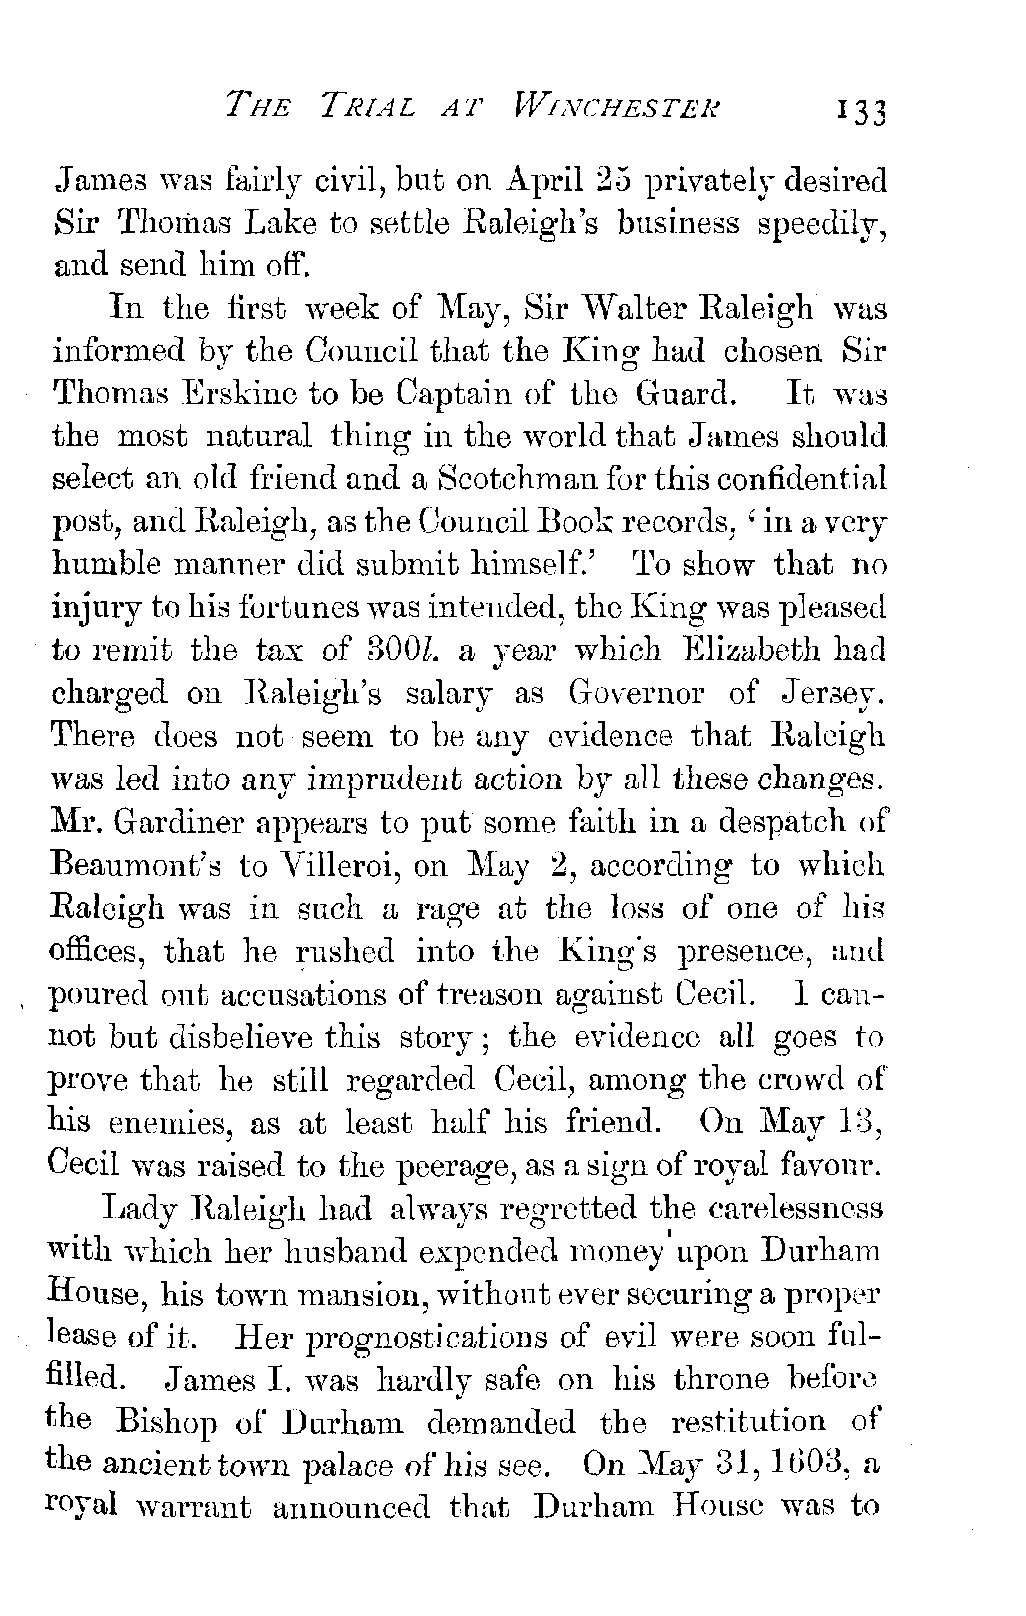 THE TRIAL AT WINCHESTER 133
James was fairly civil, but on April 25 privately desired
Sir Thomas Lake to settle Raleigh's business speedily,
and send him off.
In the first week of May, Sir Walter Raleigh was
informed by the Council that the King had chosen Sir
Thomas Erskine to be Captain of the Guard. It was
the most natural thing in the world that James should
select an old friend and a Scotchman for this confidential
post, and Raleigh, as the Council Book records, ‘in a very
humble manner did submit himself.’ To show that no
injury to his fortunes was intended, the King was pleased
to remit the tax of 300l. a year which Elizabeth had
charged on Raleigh's salary as Governor of Jersey.
There does not seem to be any evidence that Raleigh
was led into any imprudent action by all these changes.
Mr. Gardiner appears to put some faith in a despatch of
Beaumont's to Villeroi, on May 2, according to which
Raleigh was in such a rage at the loss of one of his
offices, that he rushed into the King's presence, and
poured out accusations of treason against Cecil. I can-
not but disbelieve this story; the evidence all goes to
prove that he still regarded Cecil, among the crowd of
his enemies, as at least half his friend. On May 13,
Cecil was raised to the peerage, as a sign of royal favour.
Lady Raleigh had always regretted the carelessness
with which her husband expended money upon Durham
House, his town mansion, without ever securing a proper
lease of it. Her prognostications of evil were soon ful-
filled. James I. was hardly safe on his throne before
the Bishop of Durham demanded the restitution of
the ancient town palace of his see. On May 31, 1603, a
royal warrant announced that Durham House was to